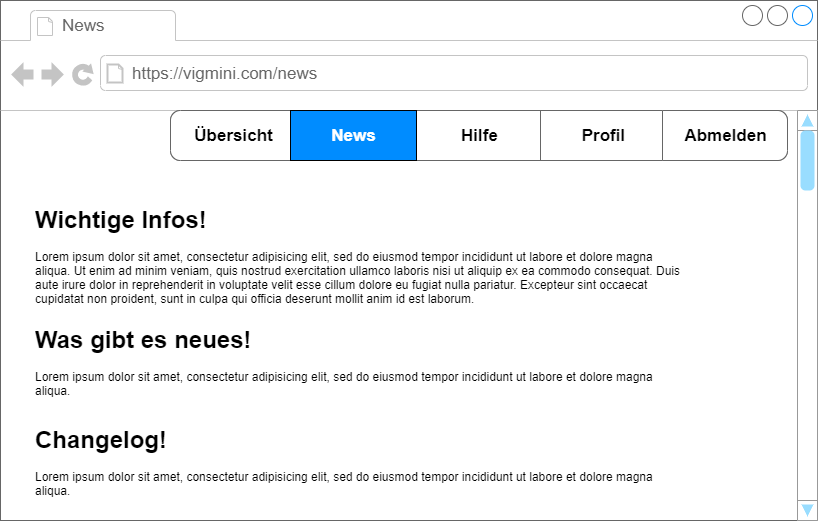 News
https://vigmini.com/news
Übersicht News Hilfe Profil Abmelden
Wichtige Infos!
Lorem ipsum dolor sit amet, consectetur adipisicing elit, sed do eiusmod tempor incididunt ut labore et dolore magna
aliqua. Ut enim ad minim veniam, quis nostrud exercitation ullamco laboris nisi ut aliquip ex ea commodo consequat. Duis
aute irure dolor in reprehenderit in voluptate velit esse cillum dolore eu fugiat nulla pariatur. Excepteur sint occaecat
cupidatat non proident, sunt in culpa qui officia deserunt mollit anim id est laborum.
Was gibt es neues!
Lorem ipsum dolor sit amet, consectetur adipisicing elit, sed do eiusmod tempor incididunt ut labore et dolore magna
aliqua.
Changelog!
Lorem ipsum dolor sit amet, consectetur adipisicing elit, sed do eiusmod tempor incididunt ut labore et dolore magna
aliqua.